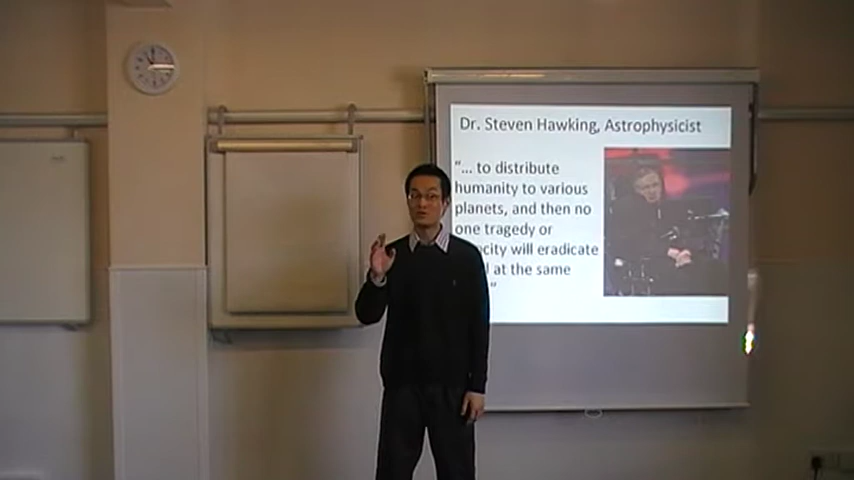 Dr. Steven Hawking, Astrophysicist
"... to distribute
humanity to various
planets, and then no
one tragedy or
city will eradicate
at the same
"